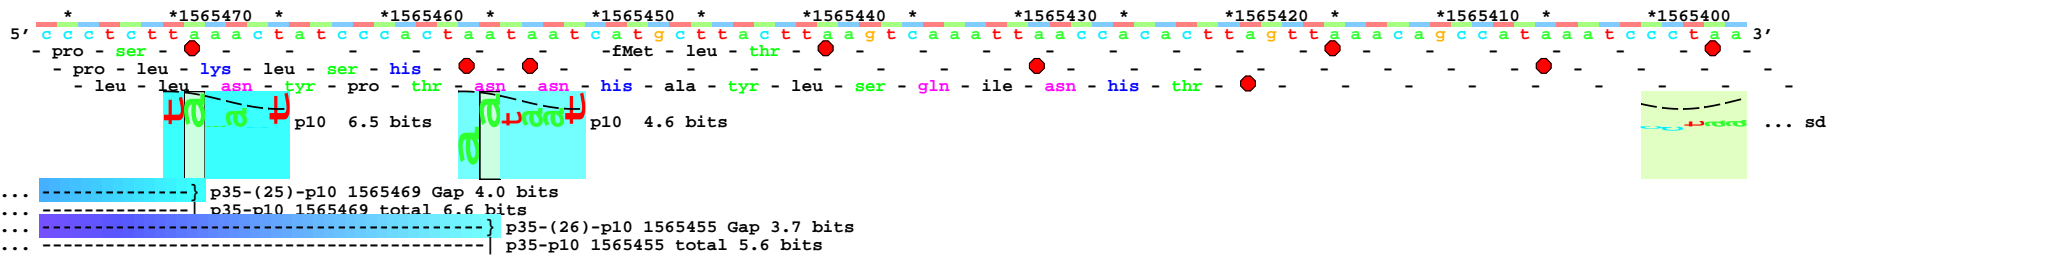 * *1565470 * *1565460 * *1565450 * *1565440 * *1565430 * *1565420 * *1565410 * *1565400
5' c c c t c t t a a a c t a t c c c a c t a a t a a t c a t g c t t a c t t a a g t c a a a t t a a c c a c a c t t a g t t a a a c a g c c a t a a a t c c c t a a 3'
- pro - ser - - - - - - - -fMet - leu - thr - - - - - - - - - - - - - - - -
- pro - leu - lys - leu - ser - his - - - - - - - - - - - - - - - - - - - -
- leu - leu - asn - tyr - pro - thr - asn - asn - his - ala - tyr - leu - ser - gln - ile - asn - his - thr - - - - - - - - -
p10 6.5 bits
p10 4.6 bits
... sd
... --------------} p35-(25)-p10 1565469 Gap 4.0 bits
... --------------| p35-p10 1565469 total 6.6 bits
... ------------------------------------------} p35-(26)-p10 1565455 Gap 3.7 bits
... ------------------------------------------| p35-p10 1565455 total 5.6 bits